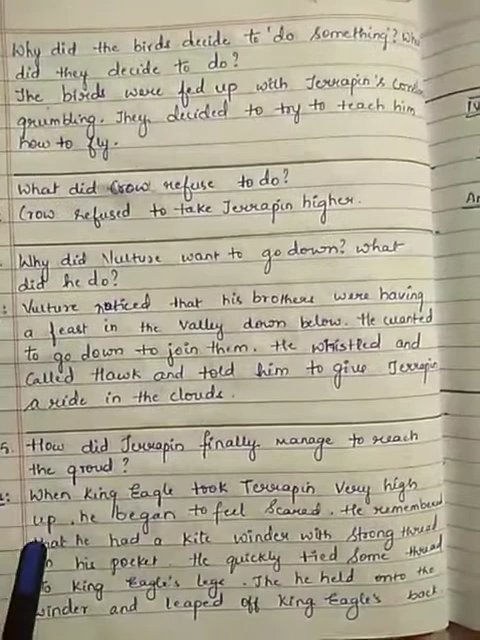 Why did the birds decide to 'do something'?
did they decide to do?
The birds were fed up with Terrapin's
grumbling. They decided to try to teach him
how to fly.
What did Crow refuse to do?
Crow refused to take Terrapin higher.
Why did Vulture want to go down? What
did he do?
: Vulture noticed that his brothers were having
a feast in the valley down below. He wanted
to go down to join them. He whistled and
Called Hawk and told him to give Terrapin
a ride in the clouds.
5. How did Terrapin finally manage to reach
the groud?
: When King Eagle took Terrapin very high
up, he began to feel scared. He remembered
that he had a kite winder with strong thread
his pocket. He quickly tied some thread
to King Eagle's legs. The he held onto the
winder and leaped off King Eagle's back